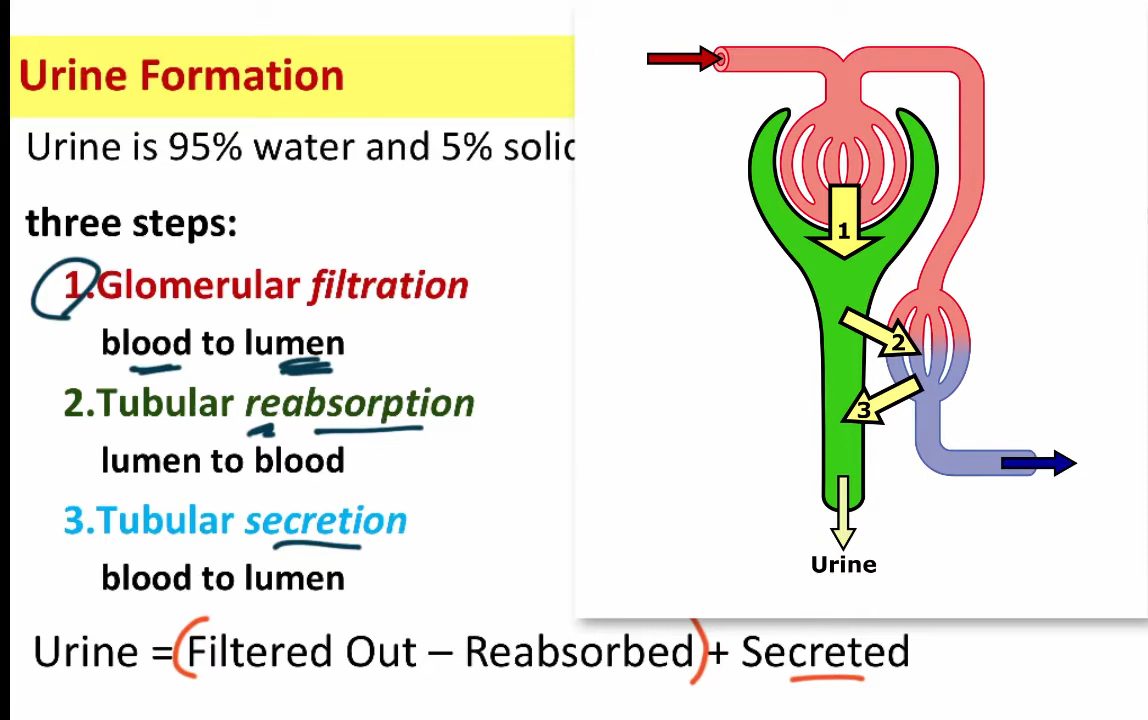 Urine Formation
Urine is 95% water and 5% solid
three steps:
1.Glomerular filtration
blood to lumen
2.Tubular reabsorption
lumen to blood
3.Tubular secretion
blood to lumen
Urine = (Filtered Out – Reabsorbed) + Secreted
1
2
3
Urine